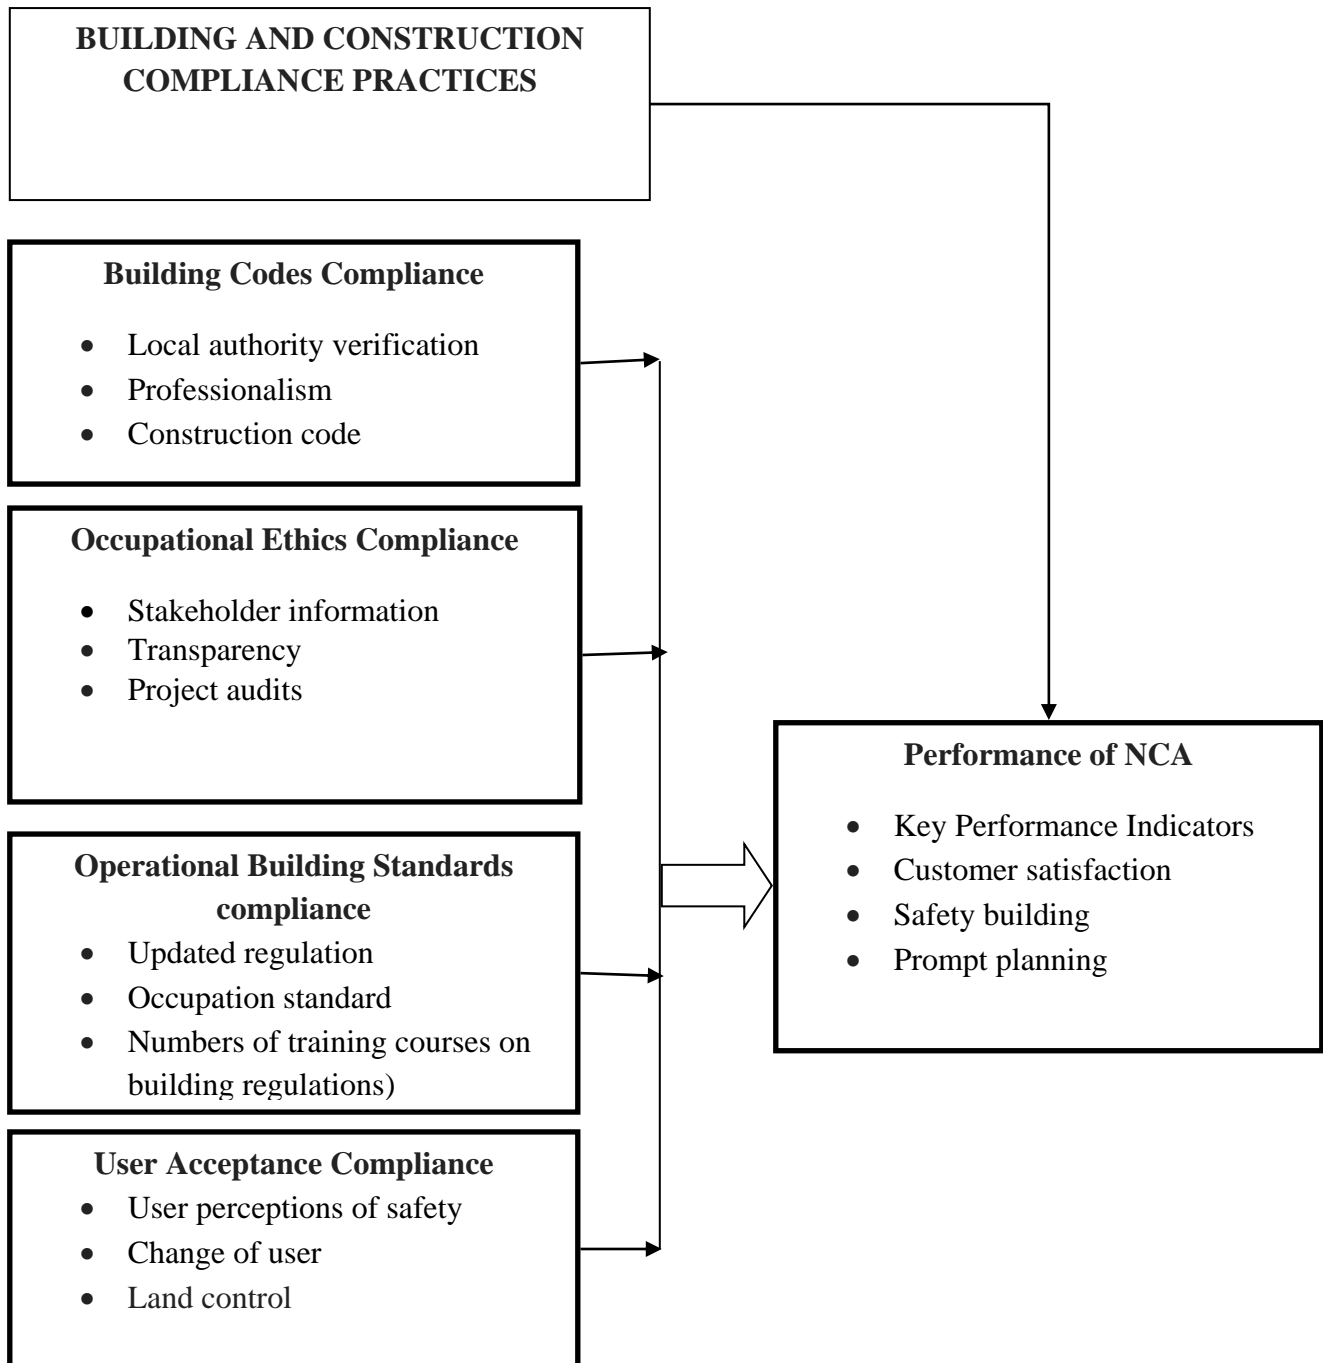 BUILDING AND CONSTRUCTION
COMPLIANCE PRACTICES
Building Codes Compliance
• Local authority verification
• Professionalism
• Construction code
Occupational Ethics Compliance
• Stakeholder information
• Transparency
• Project audits
Operational Building Standards
compliance
• Updated regulation
• Occupation standard
• Numbers of training courses on
building regulations)
User Acceptance Compliance
• User perceptions of safety
• Change of user
• Land control
Performance of NCA
• Key Performance Indicators
• Customer satisfaction
• Safety building
• Prompt planning